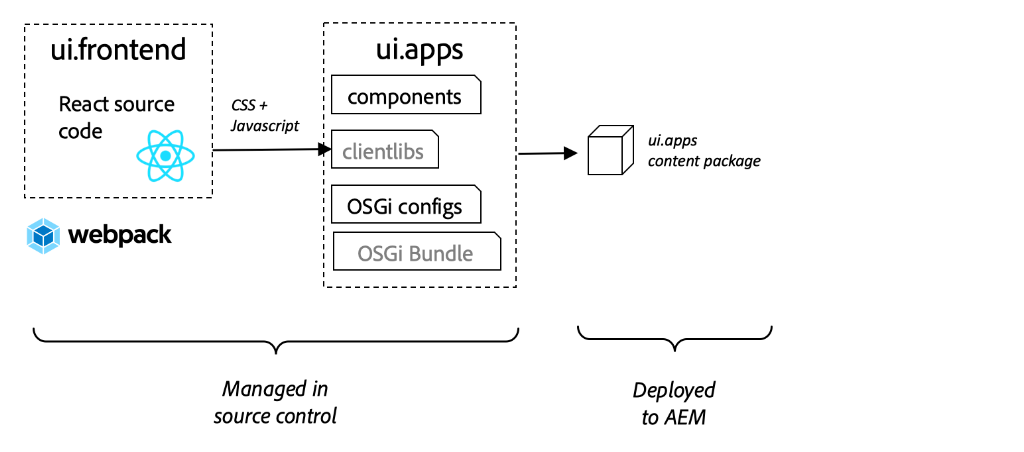 ui.frontend
React source
code
webpack
CSS +
Javascript
ui.apps
components
clientlibs
OSGi configs
OSGi Bundle
ui.apps
content package
Managed in
source control
Deployed
to AEM